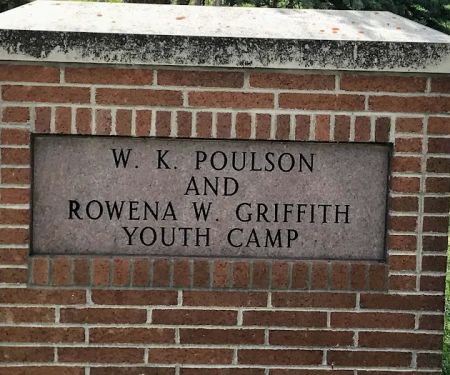 W. K. POULSON
AND
ROWENA W. GRIFFITH
YOUTH CAMP